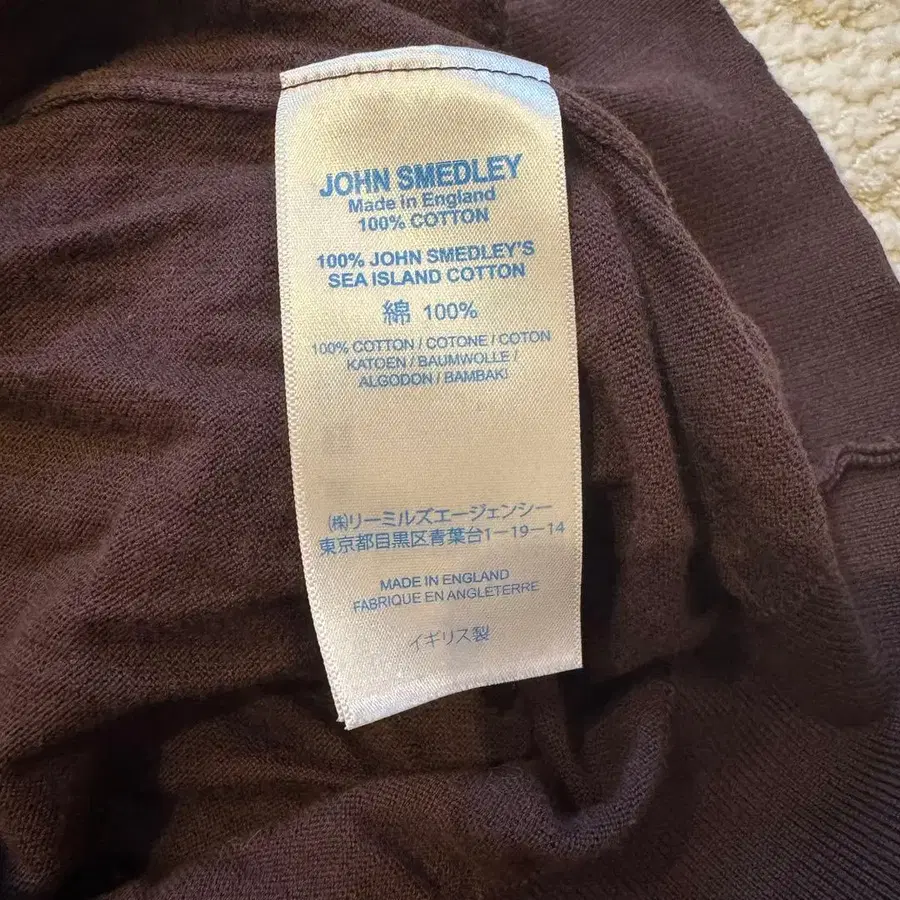 JOHN SMEDLEY
Made in England
100% COTTON
100% JOHN SMEDLEY'S
SEA ISLAND COTTON
綿 100%
100% COTTON / COTONE / COTON
KATOEN / BAUMWOLLE /
ALGODON / BAMBAKI
㈱リーミルズエージェンシー
東京都目黒区青葉台1-19-14
MADE IN ENGLAND
FABRIQUE EN ANGLETERRE
イギリス製